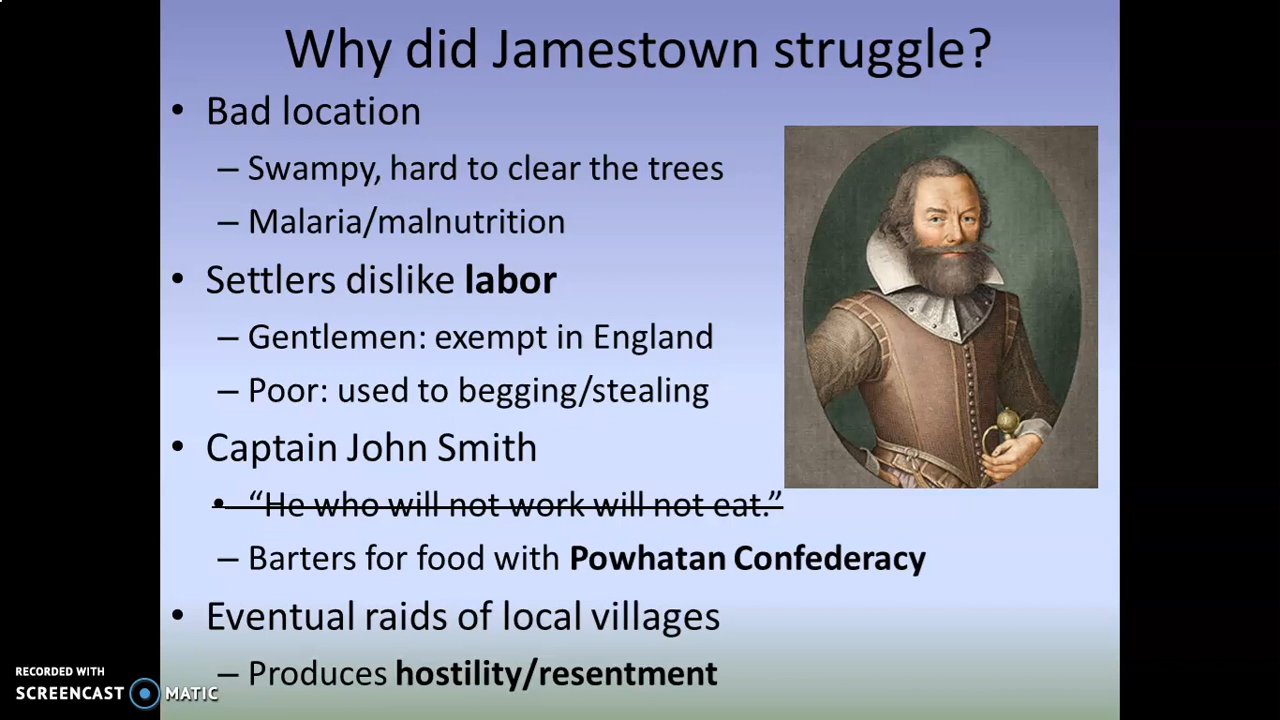 Why did Jamestown struggle?
• Bad location
– Swampy, hard to clear the trees
– Malaria/malnutrition
• Settlers dislike labor
– Gentlemen: exempt in England
– Poor: used to begging/stealing
• Captain John Smith
• “He who will not work will not eat.”
– Barters for food with Powhatan Confederacy
• Eventual raids of local villages
– Produces hostility/resentment
RECORDED WITH
SCREENCAST MATIC